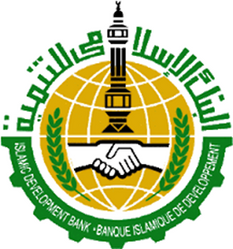 البنك الإسلامي للتنمية
ISLAMIC DEVELOPMENT BANK • BANQUE ISLAMIQUE DE DEVELOPPEMENT